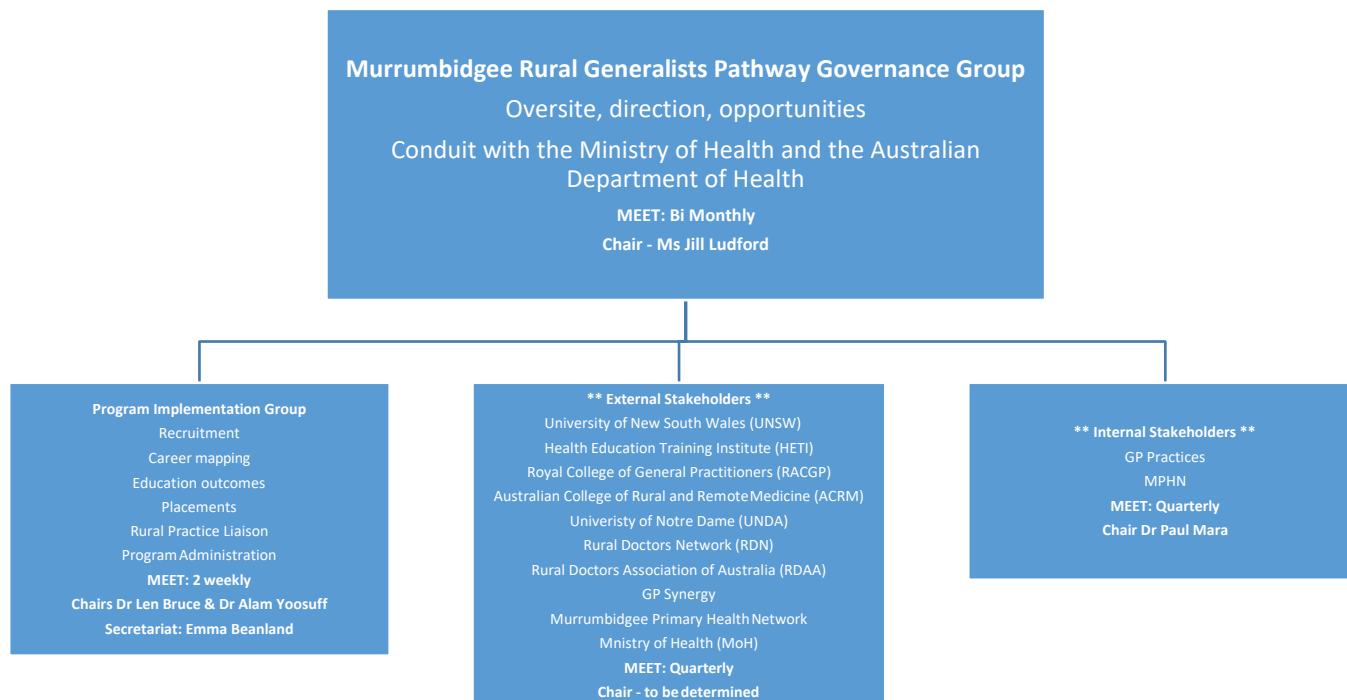 Murrumbidgee Rural Generalists Pathway Governance Group
Oversite, direction, opportunities
Conduit with the Ministry of Health and the Australian
Department of Health
MEET: Bi Monthly
Chair - Ms Jill Ludford
Program Implementation Group
Recruitment
Career mapping
Education outcomes
Placements
Rural Practice Liaison
Program Administration
MEET: 2 weekly
Chairs Dr Len Bruce & Dr Alam Yoosuff
Secretariat: Emma Beanland
** External Stakeholders **
University of New South Wales (UNSW)
Health Education Training Institute (HETI)
Royal College of General Practitioners (RACGP)
Australian College of Rural and Remote Medicine (ACRM)
Univeristy of Notre Dame (UNDA)
Rural Doctors Network (RDN)
Rural Doctors Association of Australia (RDAA)
GP Synergy
Murrumbidgee Primary Health Network
Mnistry of Health (MoH)
MEET: Quarterly
Chair - to be determined
** Internal Stakeholders **
GP Practices
MPHN
MEET: Quarterly
Chair Dr Paul Mara